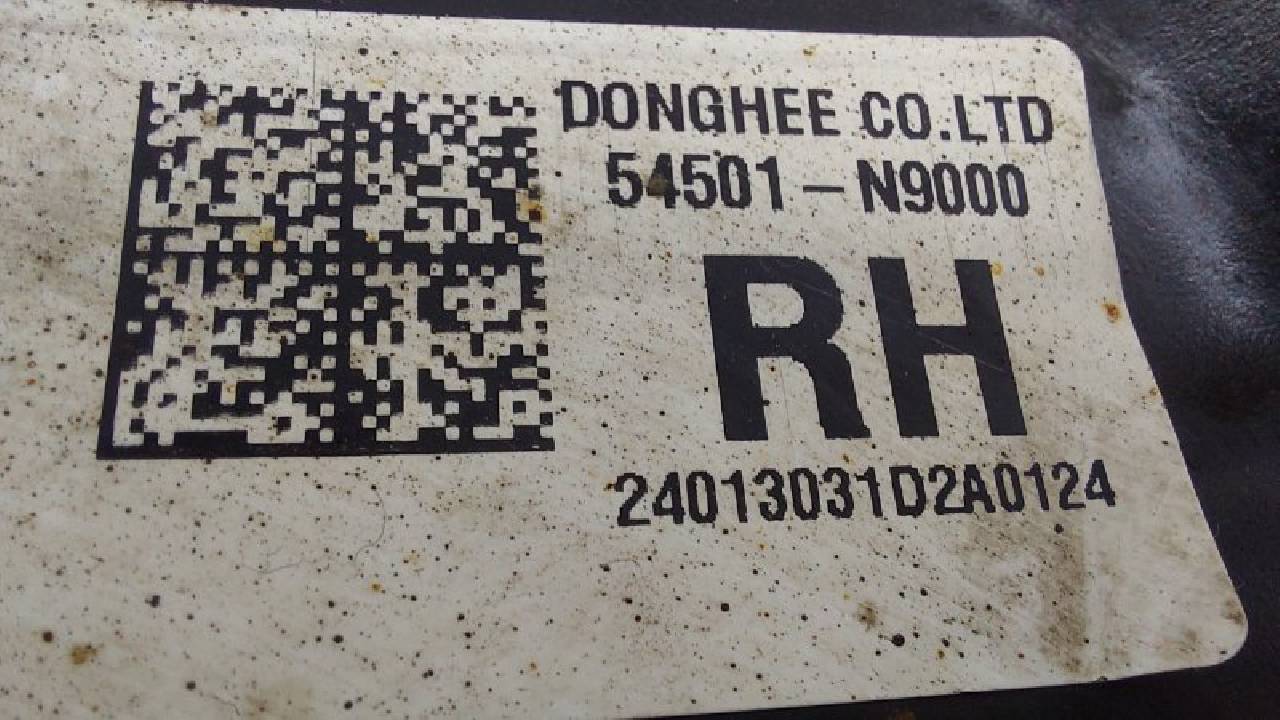 DONGHEE CO.LTD
54501-N9000
RH
24013031D2A0124